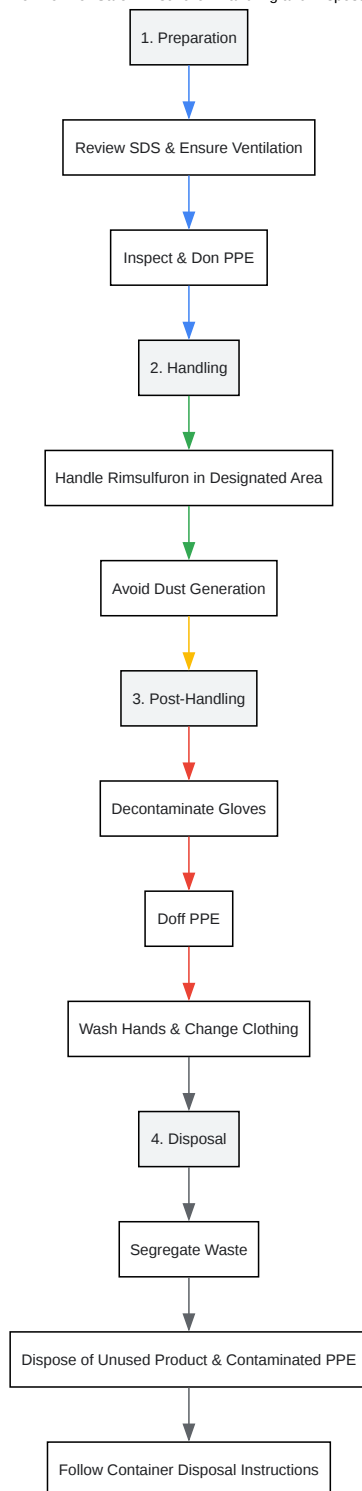 1. Preparation
Review SDS & Ensure Ventilation
Inspect & Don PPE
2. Handling
Handle Rimsulfuron in Designated Area
Avoid Dust Generation
3. Post-Handling
Decontaminate Gloves
Doff PPE
Wash Hands & Change Clothing
4. Disposal
Segregate Waste
Dispose of Unused Product & Contaminated PPE
Follow Container Disposal Instructions